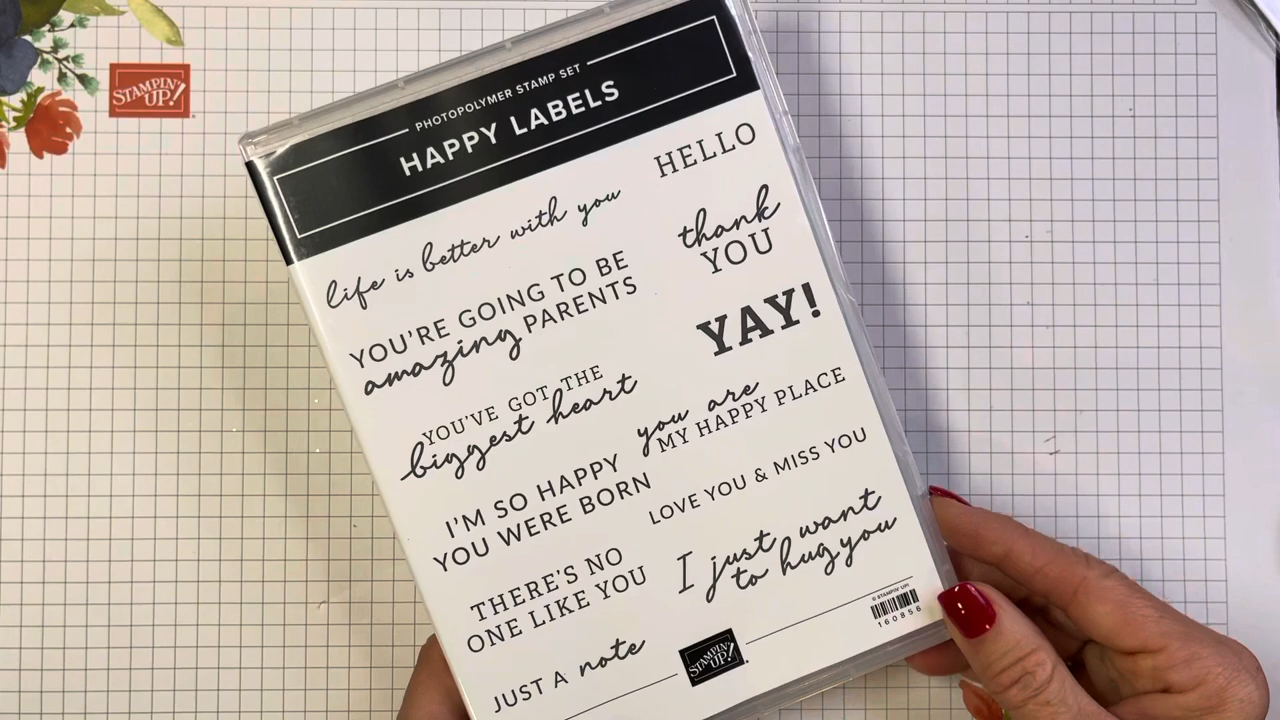 STAMPIN' UP!
PHOTOPOLYMER STAMP SET
HAPPY LABELS
life is better with you
YOU'RE GOING TO BE
amazing PARENTS
YOU'VE GOT THE
biggest heart
I'M SO HAPPY
YOU WERE BORN
THERE'S NO
ONE LIKE YOU
JUST A note
HELLO
thank
YOU
YAY!
you are
MY HAPPY PLACE
LOVE YOU & MISS YOU
I just want
to hug you
© STAMPIN' UP!
160856
STAMPIN' UP!